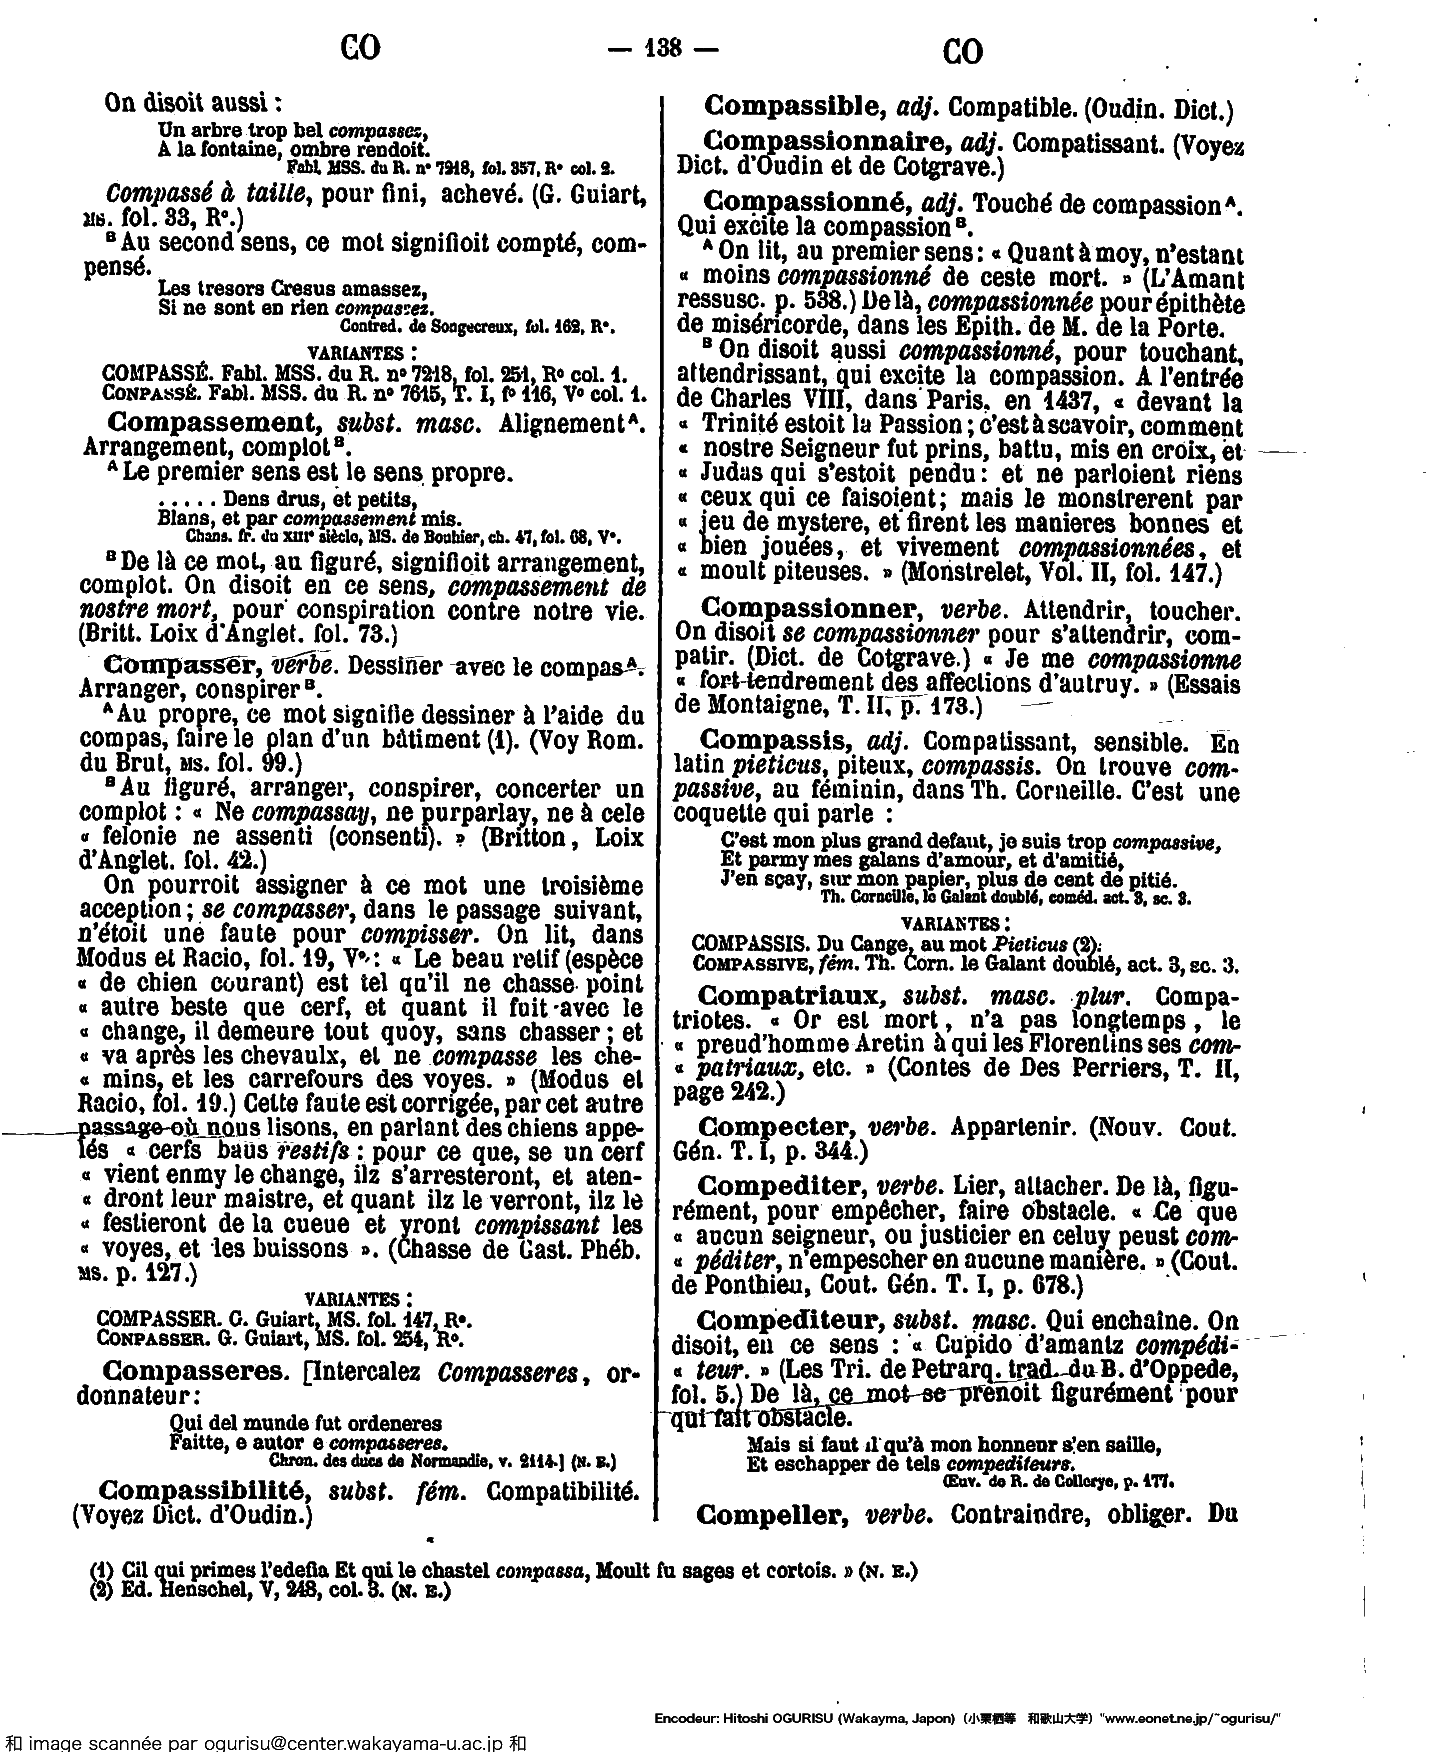 CO — 138 — CO
On disoit aussi :
Un arbre trop bel compassez,
A la fontaine, ombre rendoit.
Fabl. MSS. du R. nº 7218, fol. 357, Rº col. 2.
Compassé à taille, pour fini, achevé. (G. Guiart,
MS. fol. 33, Rº.)
ᴮ Au second sens, ce mot signifioit compté, com-
pensé.
Les tresors Cresus amassez,
Si ne sont en rien compassez.
Contred. de Songecreux, fol. 162, Rº.
VARIANTES :
COMPASSÉ. Fabl. MSS. du R. nº 7218, fol. 251, Rº col. 1.
CONPASSÉ. Fabl. MSS. du R. nº 7615, T. I, fº 116, Vº col. 1.
Compassement, subst. masc. Alignement ᴬ.
Arrangement, complot ᴮ.
ᴬ Le premier sens est le sens propre.
..... Dens drus, et petits,
Blans, et par compassement mis.
Chans. fr. du XIIIᵉ siècle, MS. de Bouhier, ch. 47, fol. 68, Vº.
ᴮ De là ce mot, au figuré, signifioit arrangement,
complot. On disoit en ce sens, compassement de
nostre mort, pour conspiration contre notre vie.
(Britt. Loix d'Anglet. fol. 73.)
Compasser, verbe. Dessiner avec le compas ᴬ.
Arranger, conspirer ᴮ.
ᴬ Au propre, ce mot signifie dessiner à l'aide du
compas, faire le plan d'un bâtiment (1). (Voy Rom.
du Brut, MS. fol. 99.)
ᴮ Au figuré, arranger, conspirer, concerter un
complot : « Ne compassay, ne purparlay, ne à cele
« felonie ne assenti (consenti). » (Britton, Loix
d'Anglet. fol. 42.)
On pourroit assigner à ce mot une troisième
acception ; se compasser, dans le passage suivant,
n'étoit une faute pour compisser. On lit, dans
Modus et Racio, fol. 19, Vº : « Le beau retif (espèce
« de chien courant) est tel qu'il ne chasse point
« autre beste que cerf, et quant il fuit avec le
« change, il demeure tout quoy, sans chasser ; et
« va après les chevaulx, et ne compasse les che-
« mins, et les carrefours des voyes. » (Modus et
Racio, fol. 19.) Cette faute est corrigée, par cet autre
passage où nous lisons, en parlant des chiens appe-
lés « cerfs baus restifs : pour ce que, se un cerf
« vient enmy le change, ilz s'arresteront, et aten-
« dront leur maistre, et quant ilz le verront, ilz le
« festieront de la cueue et yront compissant les
« voyes, et les buissons ». (Chasse de Gast. Phéb.
MS. p. 127.)
VARIANTES :
COMPASSER. G. Guiart, MS. fol. 147, Rº.
CONPASSER. G. Guiart, MS. fol. 254, Rº.
Compasseres. [Intercalez Compasseres, or-
donnateur :
Qui del munde fut ordeneres
Faitte, e autor e compasseres.
Chron. des ducs de Normandie, v. 2114.] (N. E.)
Compassibilité, subst. fém. Compatibilité.
(Voyez Dict. d'Oudin.)
Compassible, adj. Compatible. (Oudin. Dict.)
Compassionnaire, adj. Compatissant. (Voyez
Dict. d'Oudin et de Cotgrave.)
Compassionné, adj. Touché de compassion ᴬ.
Qui excite la compassion ᴮ.
ᴬ On lit, au premier sens : « Quant à moy, n'estant
« moins compassionné de ceste mort. » (L'Amant
ressusc. p. 538.) De là, compassionnée pour épithète
de miséricorde, dans les Epith. de M. de la Porte.
ᴮ On disoit aussi compassionné, pour touchant,
attendrissant, qui excite la compassion. A l'entrée
de Charles VIII, dans Paris, en 1437, « devant la
« Trinité estoit la Passion ; c'est à scavoir, comment
« nostre Seigneur fut prins, battu, mis en croix, et
« Judas qui s'estoit pendu : et ne parloient riens
« ceux qui ce faisoient ; mais le monstrerent par
« jeu de mystere, et firent les manieres bonnes et
« bien jouées, et vivement compassionnées, et
« moult piteuses. » (Monstrelet, Vol. II, fol. 147.)
Compassionner, verbe. Attendrir, toucher.
On disoit se compassionner pour s'attendrir, com-
patir. (Dict. de Cotgrave.) « Je me compassionne
« fort tendrement des affections d'autruy. » (Essais
de Montaigne, T. II, p. 173.)
Compassis, adj. Compatissant, sensible. En
latin pieticus, piteux, compassis. On trouve com-
passive, au féminin, dans Th. Corneille. C'est une
coquette qui parle :
C'est mon plus grand defaut, je suis trop compassive,
Et parmy mes galans d'amour, et d'amitié,
J'en sçay, sur mon papier, plus de cent de pitié.
Th. Corneille, le Galant doublé, coméd. act. 3, sc. 3.
VARIANTES :
COMPASSIS. Du Cange, au mot Pieticus (2).
COMPASSIVE, fém. Th. Corn. le Galant doublé, act. 3, sc. 3.
Compatriaux, subst. masc. plur. Compa-
triotes. « Or est mort, n'a pas longtemps, le
« preud'homme Aretin à qui les Florentins ses com-
« patriaux, etc. » (Contes de Des Perriers, T. II,
page 242.)
Compecter, verbe. Appartenir. (Nouv. Cout.
Gén. T. I, p. 344.)
Compediter, verbe. Lier, attacher. De là, figu-
rément, pour empêcher, faire obstacle. « Ce que
« aucun seigneur, ou justicier en celuy peust com-
« péditer, n'empescher en aucune manière. » (Cout.
de Ponthieu, Cout. Gén. T. I, p. 678.)
Compediteur, subst. masc. Qui enchaine. On
disoit, en ce sens : « Cupido d'amantz compédi-
« teur. » (Les Tri. de Petrarq. trad. du B. d'Oppede,
fol. 5.) De là, ce mot se prenoit figurément pour
qui fait obstacle.
Mais si faut il qu'à mon honneur s'en saille,
Et eschapper de tels compediteurs.
Œuv. de R. de Collerye, p. 177.
Compeller, verbe. Contraindre, obliger. Du
(1) Cil qui primes l'edefia Et qui le chastel compassa, Moult fu sages et cortois. » (N. E.)
(2) Ed. Henschel, V, 248, col. 3. (N. E.)
Encodeur: Hitoshi OGURISU (Wakayma, Japon) (小栗栖等 和歌山大学) "www.eonet.ne.jp/~ogurisu/"
和 image scannée par ogurisu@center.wakayama-u.ac.jp 和